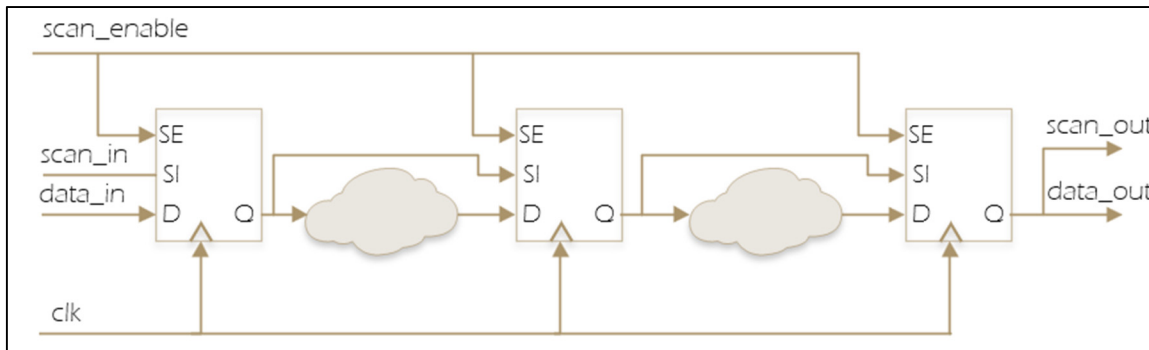 scan_enable
SE
SE
SE
scan_in
SI
SI
SI
scan_out
data_in
D Q
D Q
D Q
data_out
clk